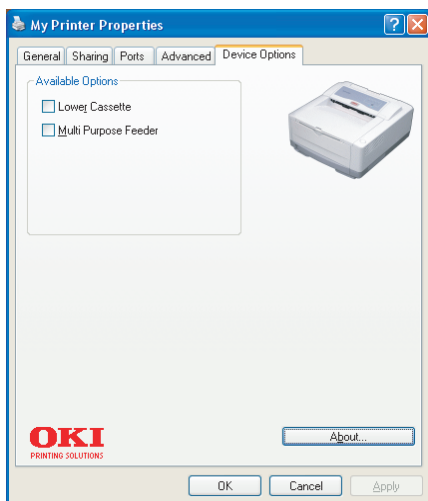 My Printer Properties
General Sharing Ports Advanced Device Options
Available Options
Lower Cassette
Multi Purpose Feeder
OKI
PRINTING SOLUTIONS
About...
OK Cancel Apply